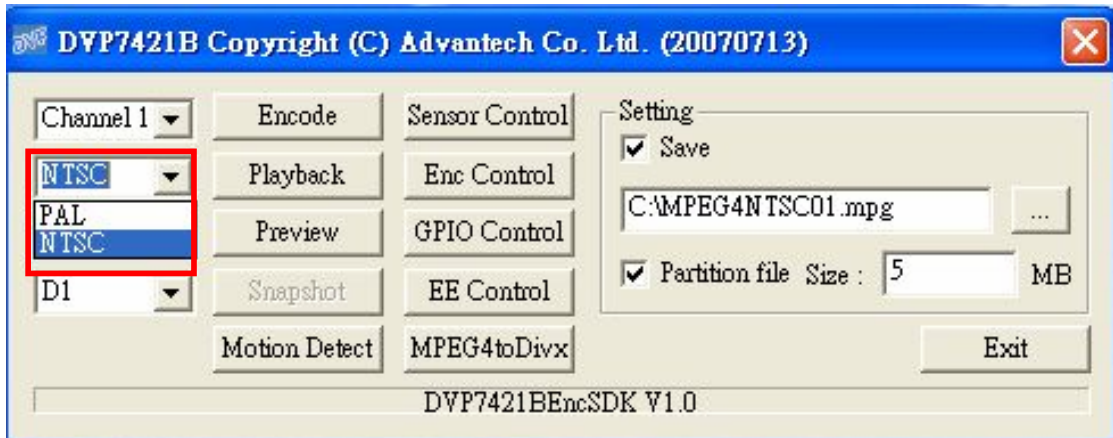 DVP7421B Copyright (C) Advantech Co. Ltd. (20070713)
Channel 1
Encode
Sensor Control
Setting
Save
NTSC
Playback
Enc Control
C:\MPEG4NTSC01.mpg
...
PAL
NTSC
Preview
GPIO Control
Partition file Size : 5 MB
D1
Snapshot
EE Control
Motion Detect
MPEG4toDivx
Exit
DVP7421BEncSDK V1.0